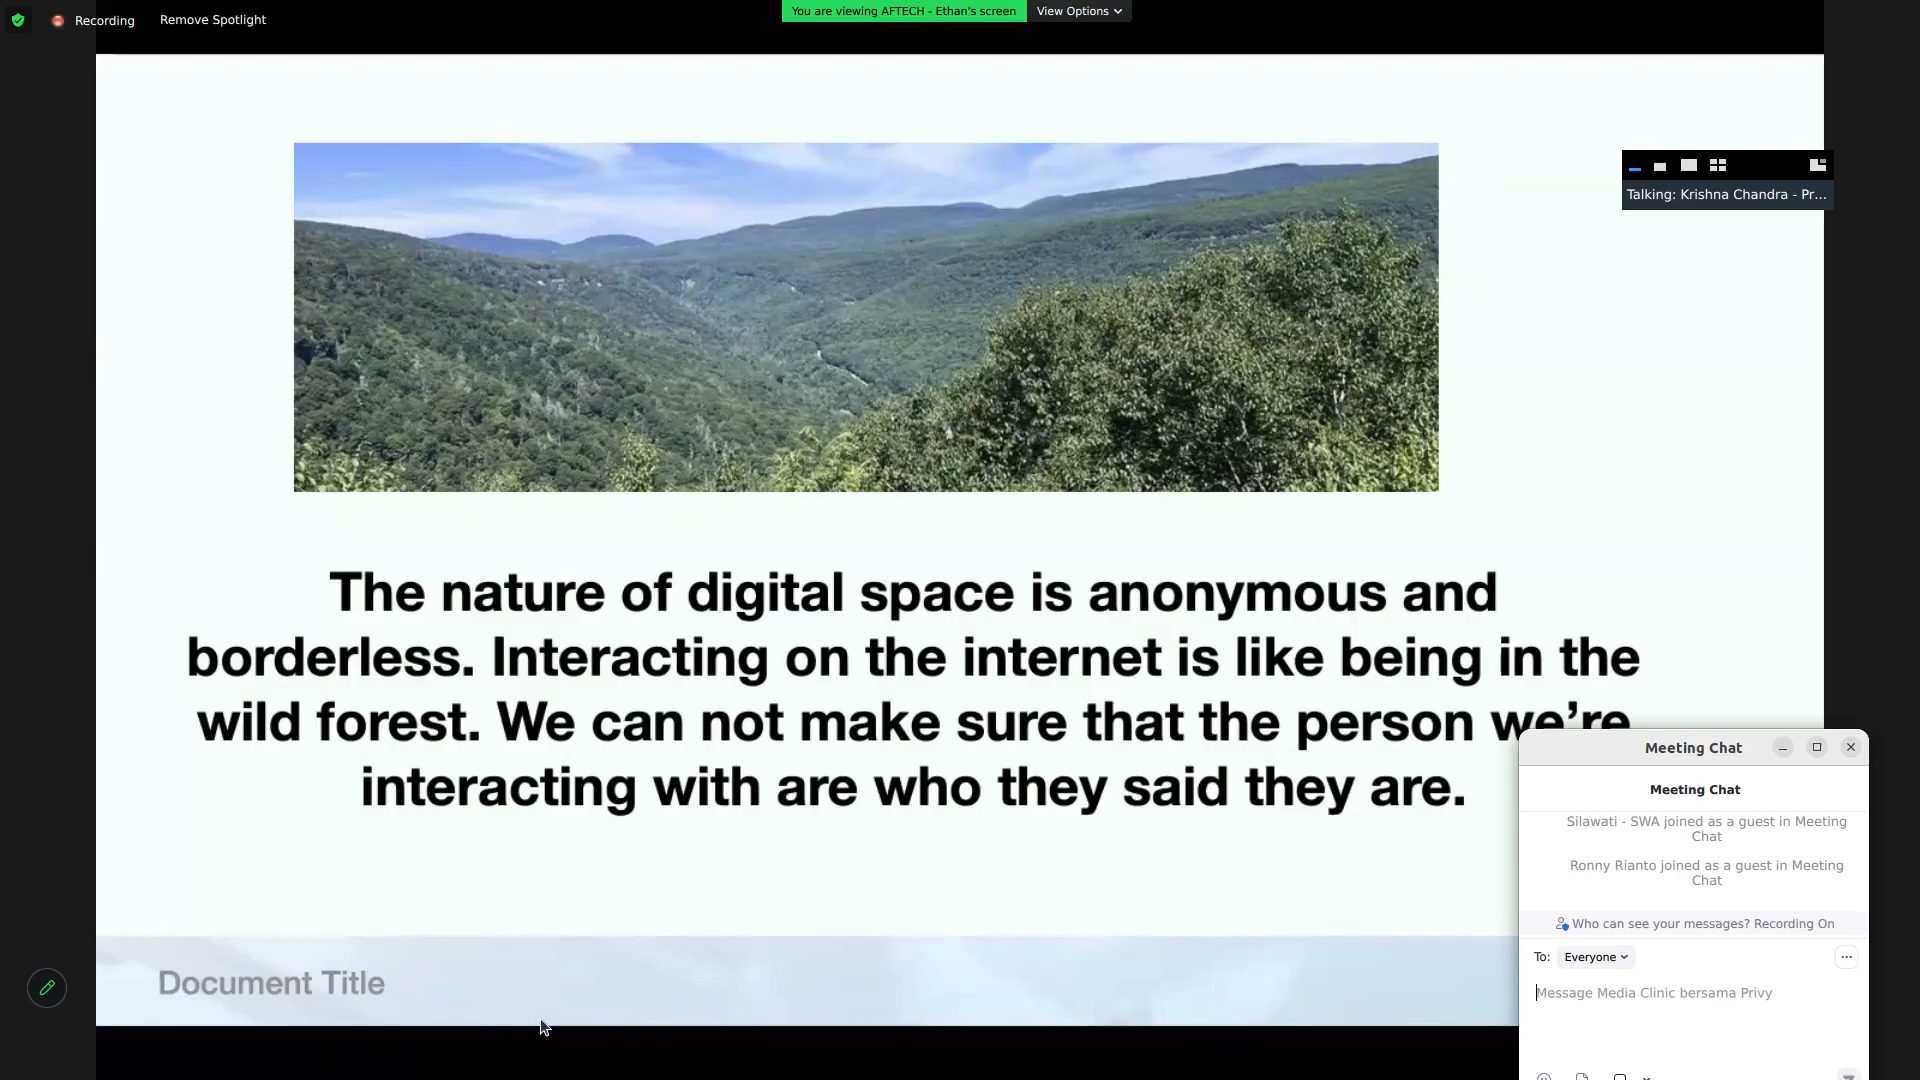 Recording
Remove Spotlight
You are viewing AFTECH - Ethan's screen
View Options
Talking: Krishna Chandra - Pr...
The nature of digital space is anonymous and
borderless. Interacting on the internet is like being in the
wild forest. We can not make sure that the person we’re
interacting with are who they said they are.
Document Title
Meeting Chat
Meeting Chat
Silawati - SWA joined as a guest in Meeting
Chat
Ronny Rianto joined as a guest in Meeting
Chat
Who can see your messages? Recording On
To: Everyone
Message Media Clinic bersama Privy